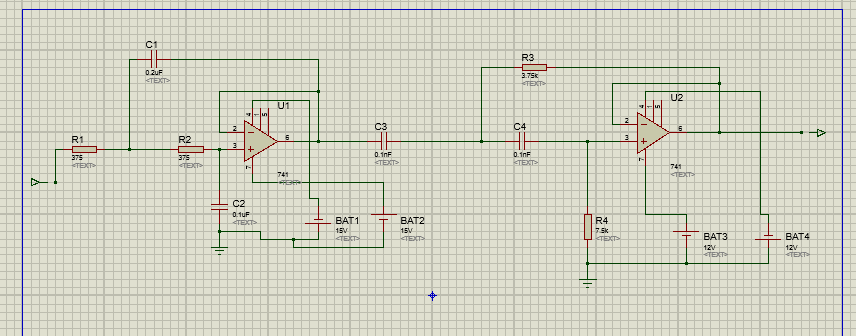 C1
0.2uF
<TEXT>
R1
375
<TEXT>
R2
375
<TEXT>
U1
4
1
5
2
3
6
7
741
<TEXT>
C2
0.1uF
<TEXT>
BAT1
15V
<TEXT>
BAT2
15V
<TEXT>
C3
0.1nF
<TEXT>
R3
3.75k
<TEXT>
C4
0.1nF
<TEXT>
U2
4
1
5
2
3
6
7
741
<TEXT>
R4
7.5k
<TEXT>
BAT3
12V
<TEXT>
BAT4
12V
<TEXT>